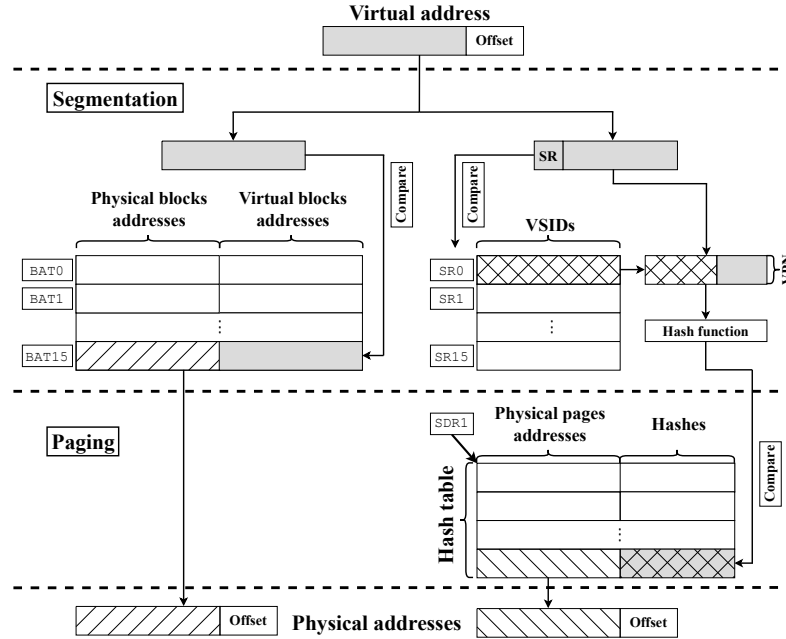 Virtual address
Offset
Segmentation
SR
Compare
Compare
Physical blocks
addresses
Virtual blocks
addresses
VSIDs
BAT0
BAT1
⋮
BAT15
SR0
SR1
⋮
SR15
VPN
Hash function
Paging
SDR1
Physical pages
addresses
Hashes
Hash table
⋮
Compare
Offset
Physical addresses
Offset